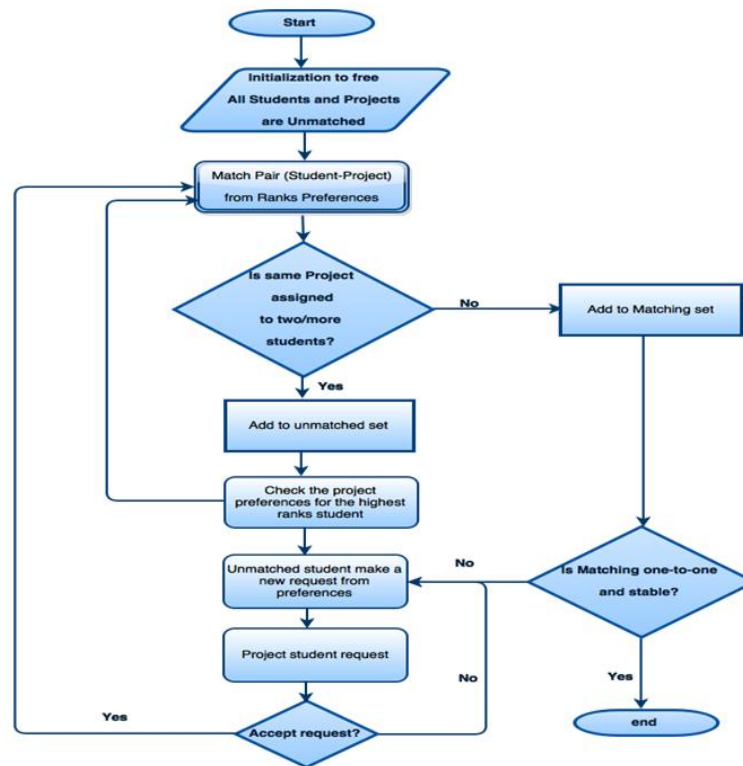 Start
Initialization to free
All Students and Projects
are Unmatched
Match Pair (Student-Project)
from Ranks Preferences
Is same Project
assigned
to two/more
students?
No
Add to Matching set
Yes
Add to unmatched set
Check the project
preferences for the highest
ranks student
Unmatched student make a
new request from
preferences
No
Is Matching one-to-one
and stable?
Project student request
No
Yes
Yes
Accept request?
end